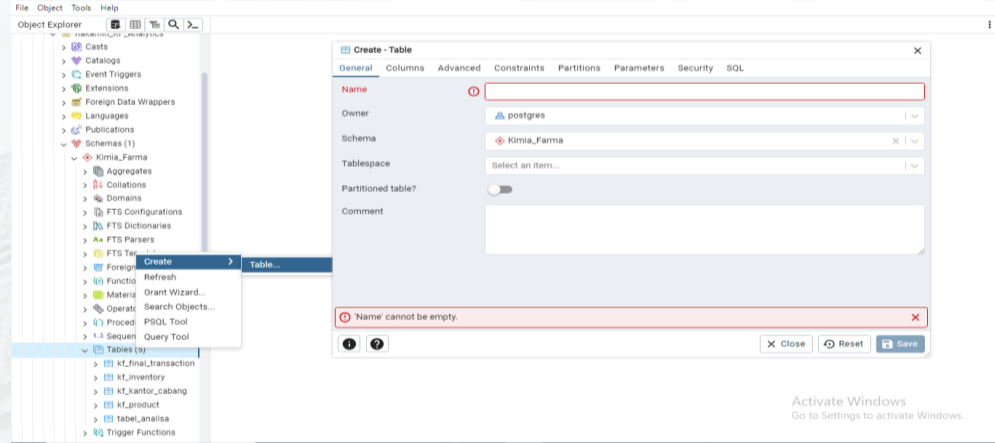 File Object Tools Help
Object Explorer
Casts
Catalogs
Event Triggers
Extensions
Foreign Data Wrappers
Languages
Publications
Schemas (1)
Kimia_Farma
Aggregates
Collations
Domains
FTS Configurations
FTS Dictionaries
FTS Parsers
FTS
Foreign
Materia
Sequen
Tables (5)
kf_final_transaction
kf_inventory
kf_kantor_cabang
kf_product
tabel_analisa
Trigger Functions
Create
Refresh
Grant Wizard...
Search Objects...
PSQL Tool
Query Tool
Table...
Create - Table
General Columns Advanced Constraints Partitions Parameters Security SQL
Name
Owner postgres
Schema Kimia_Farma
Tablespace Select an item...
Partitioned table?
Comment
'Name' cannot be empty.
Close Reset Save
Activate Windows
Go to Settings to activate Windows.